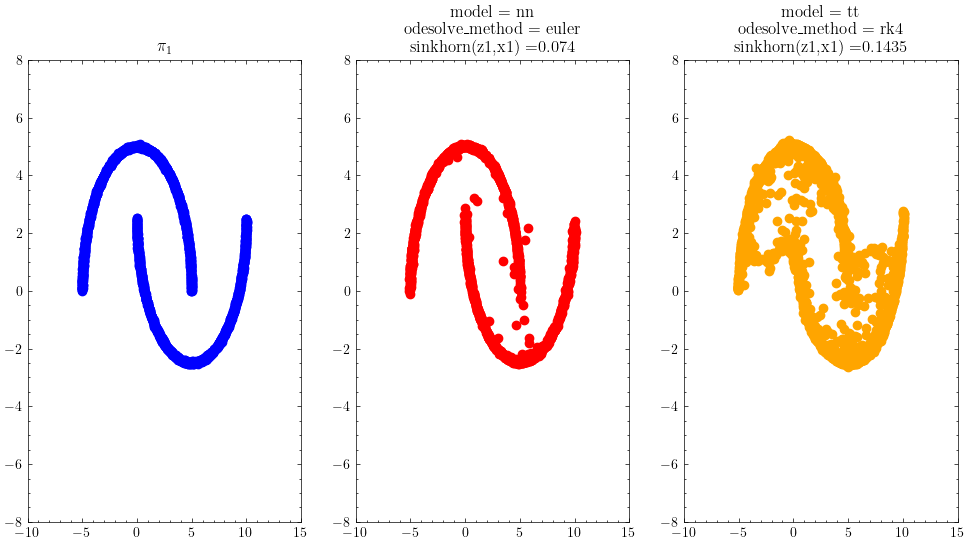 π₁
8
6
4
2
0
−2
−4
−6
−8
−10 −5 0 5 10 15
model = nn
odesolve_method = euler
sinkhorn(z1,x1) =0.074
8
6
4
2
0
−2
−4
−6
−8
−10 −5 0 5 10 15
model = tt
odesolve_method = rk4
sinkhorn(z1,x1) =0.1435
8
6
4
2
0
−2
−4
−6
−8
−10 −5 0 5 10 15